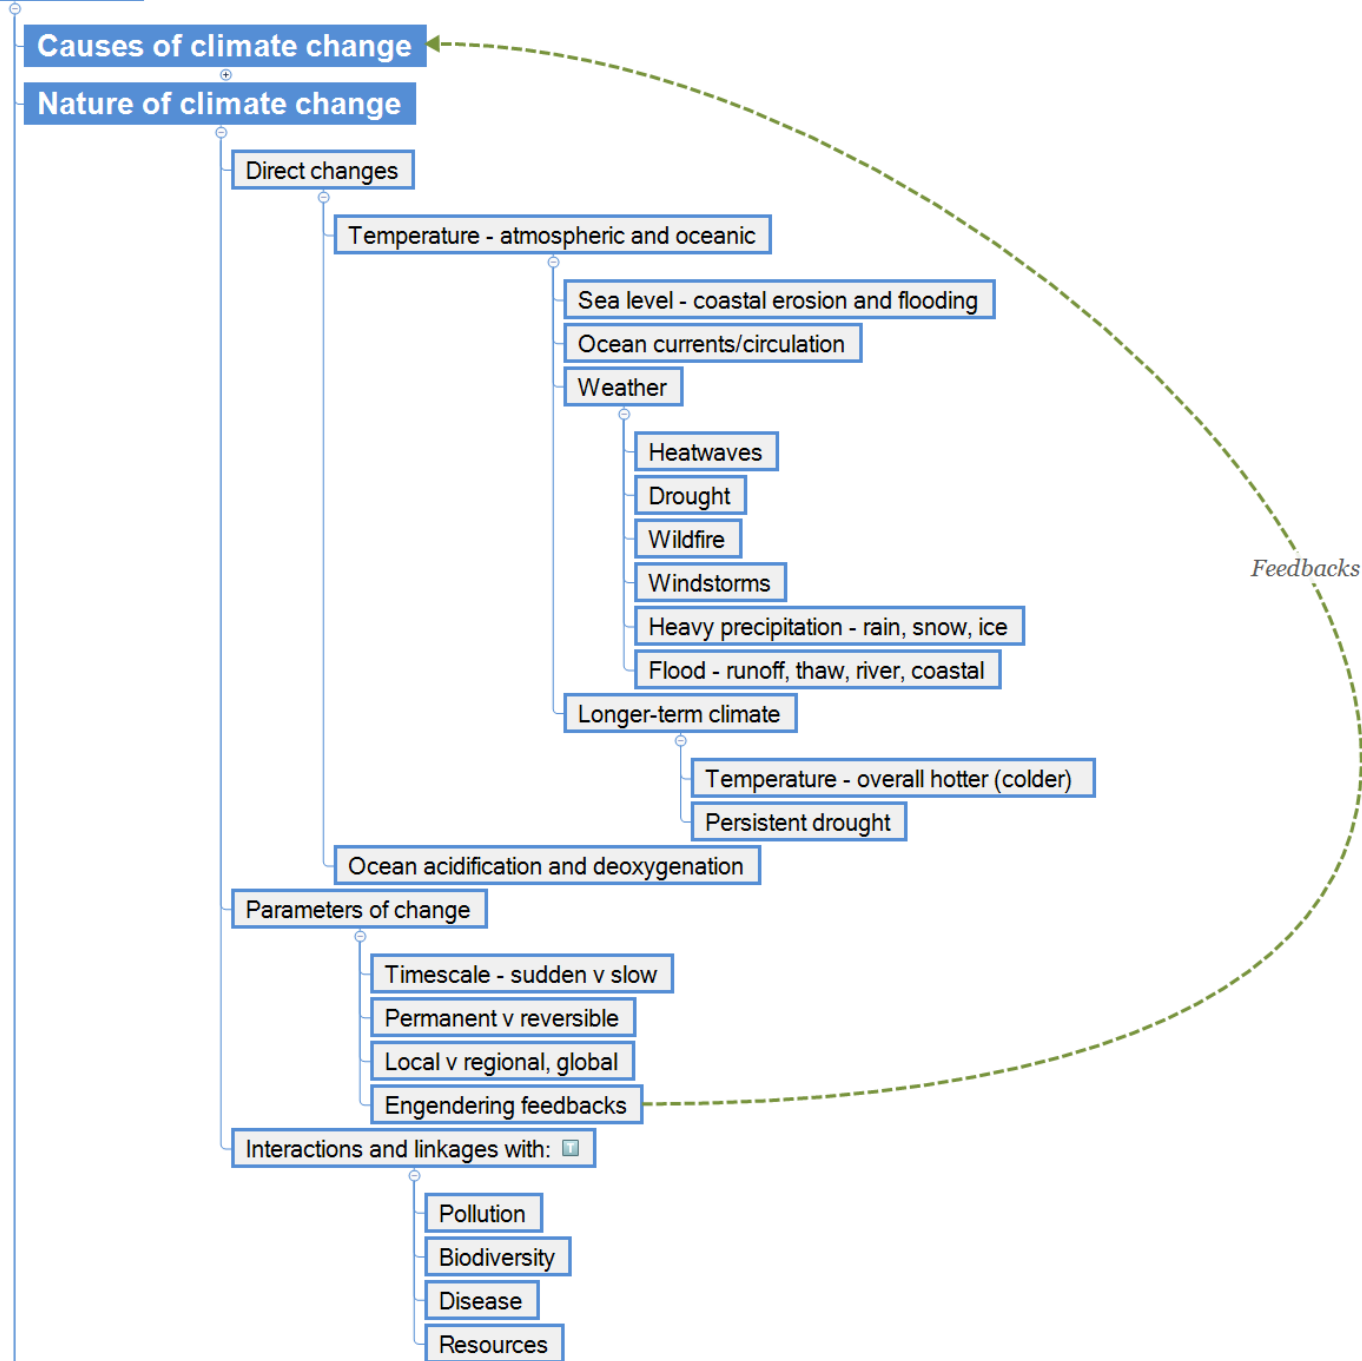 Causes of climate change
Nature of climate change
Direct changes
Temperature - atmospheric and oceanic
Sea level - coastal erosion and flooding
Ocean currents/circulation
Weather
Heatwaves
Drought
Wildfire
Windstorms
Feedbacks
Heavy precipitation - rain, snow, ice
Flood - runoff, thaw, river, coastal
Longer-term climate
Temperature - overall hotter (colder)
Persistent drought
Ocean acidification and deoxygenation
Parameters of change
Timescale - sudden v slow
Permanent v reversible
Local v regional, global
Engendering feedbacks
Interactions and linkages with: T
Pollution
Biodiversity
Disease
Resources